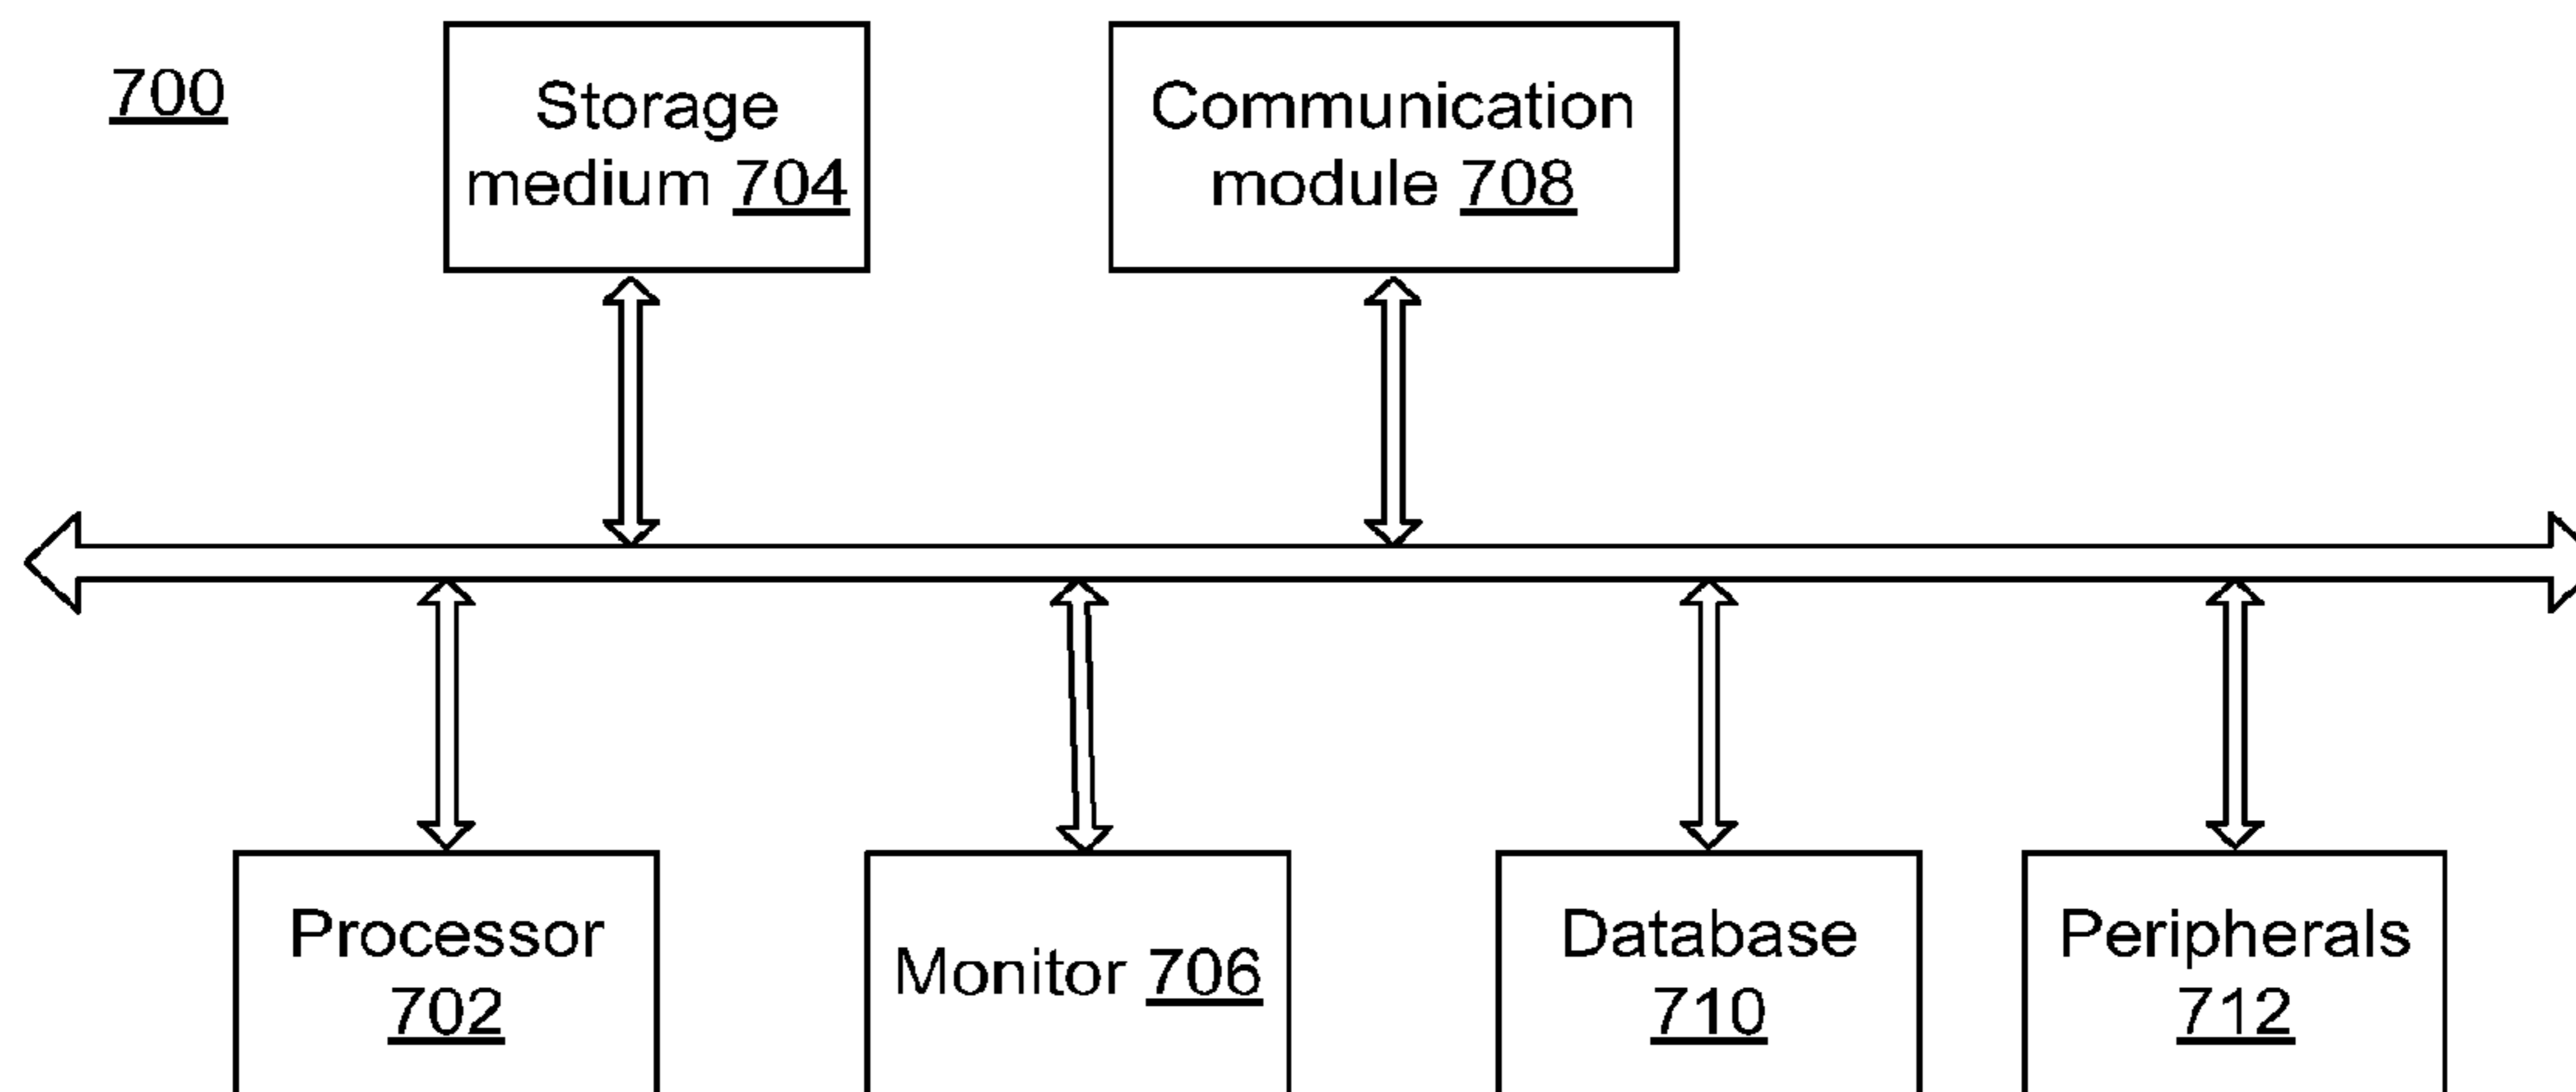 700
Storage
medium 704
Communication
module 708
Processor
702
Monitor 706
Database
710
Peripherals
712